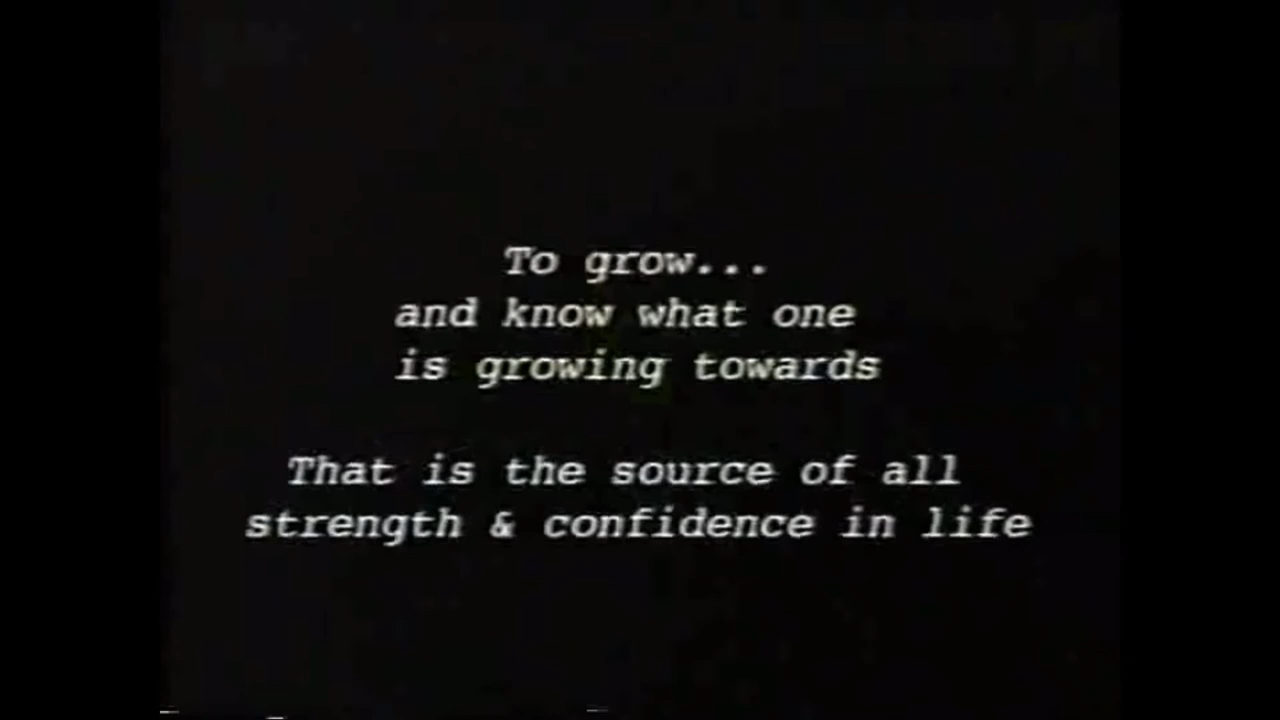 To grow...
and know what one
is growing towards
That is the source of all
strength & confidence in life